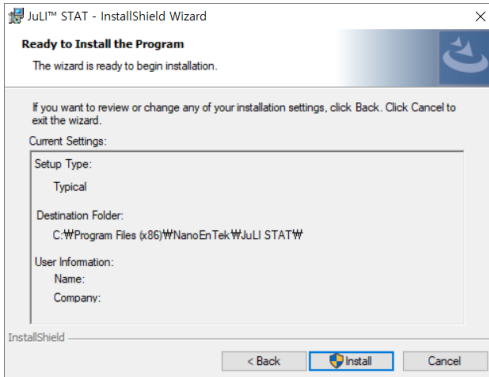 JuLI™ STAT - InstallShield Wizard
Ready to Install the Program
The wizard is ready to begin installation.
If you want to review or change any of your installation settings, click Back. Click Cancel to
exit the wizard.
Current Settings:
Setup Type:
Typical
Destination Folder:
C:₩Program Files (x86)₩NanoEnTek₩JuLI STAT₩
User Information:
Name:
Company:
InstallShield
< Back
Install
Cancel